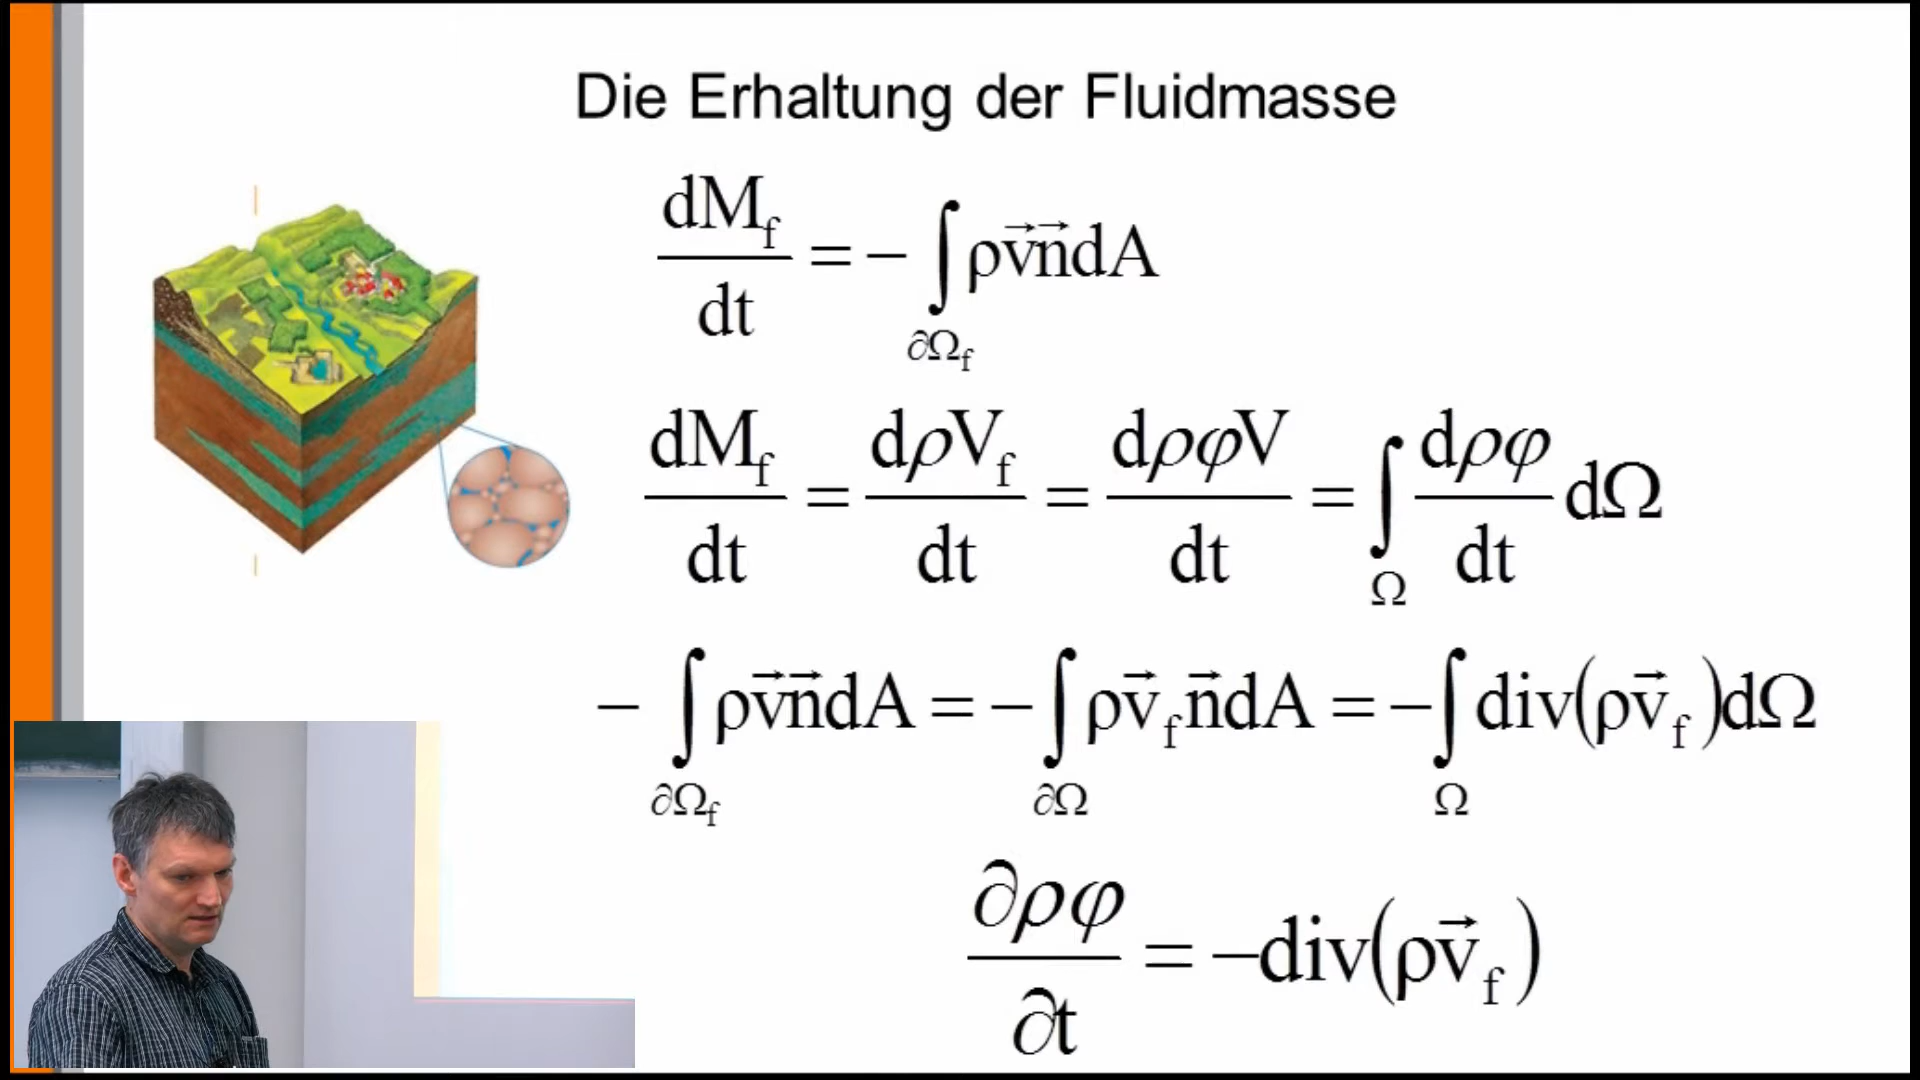 Die Erhaltung der Fluidmasse
dM_f/dt = − ∫_∂Ω_f ρv⃗n⃗dA
dM_f/dt = dρV_f/dt = dρφV/dt = ∫_Ω dρφ/dt dΩ
− ∫_∂Ω_f ρv⃗n⃗dA = − ∫_∂Ω ρv⃗_f n⃗dA = − ∫_Ω div(ρv⃗_f)dΩ
∂ρφ/∂t = −div(ρv⃗_f)